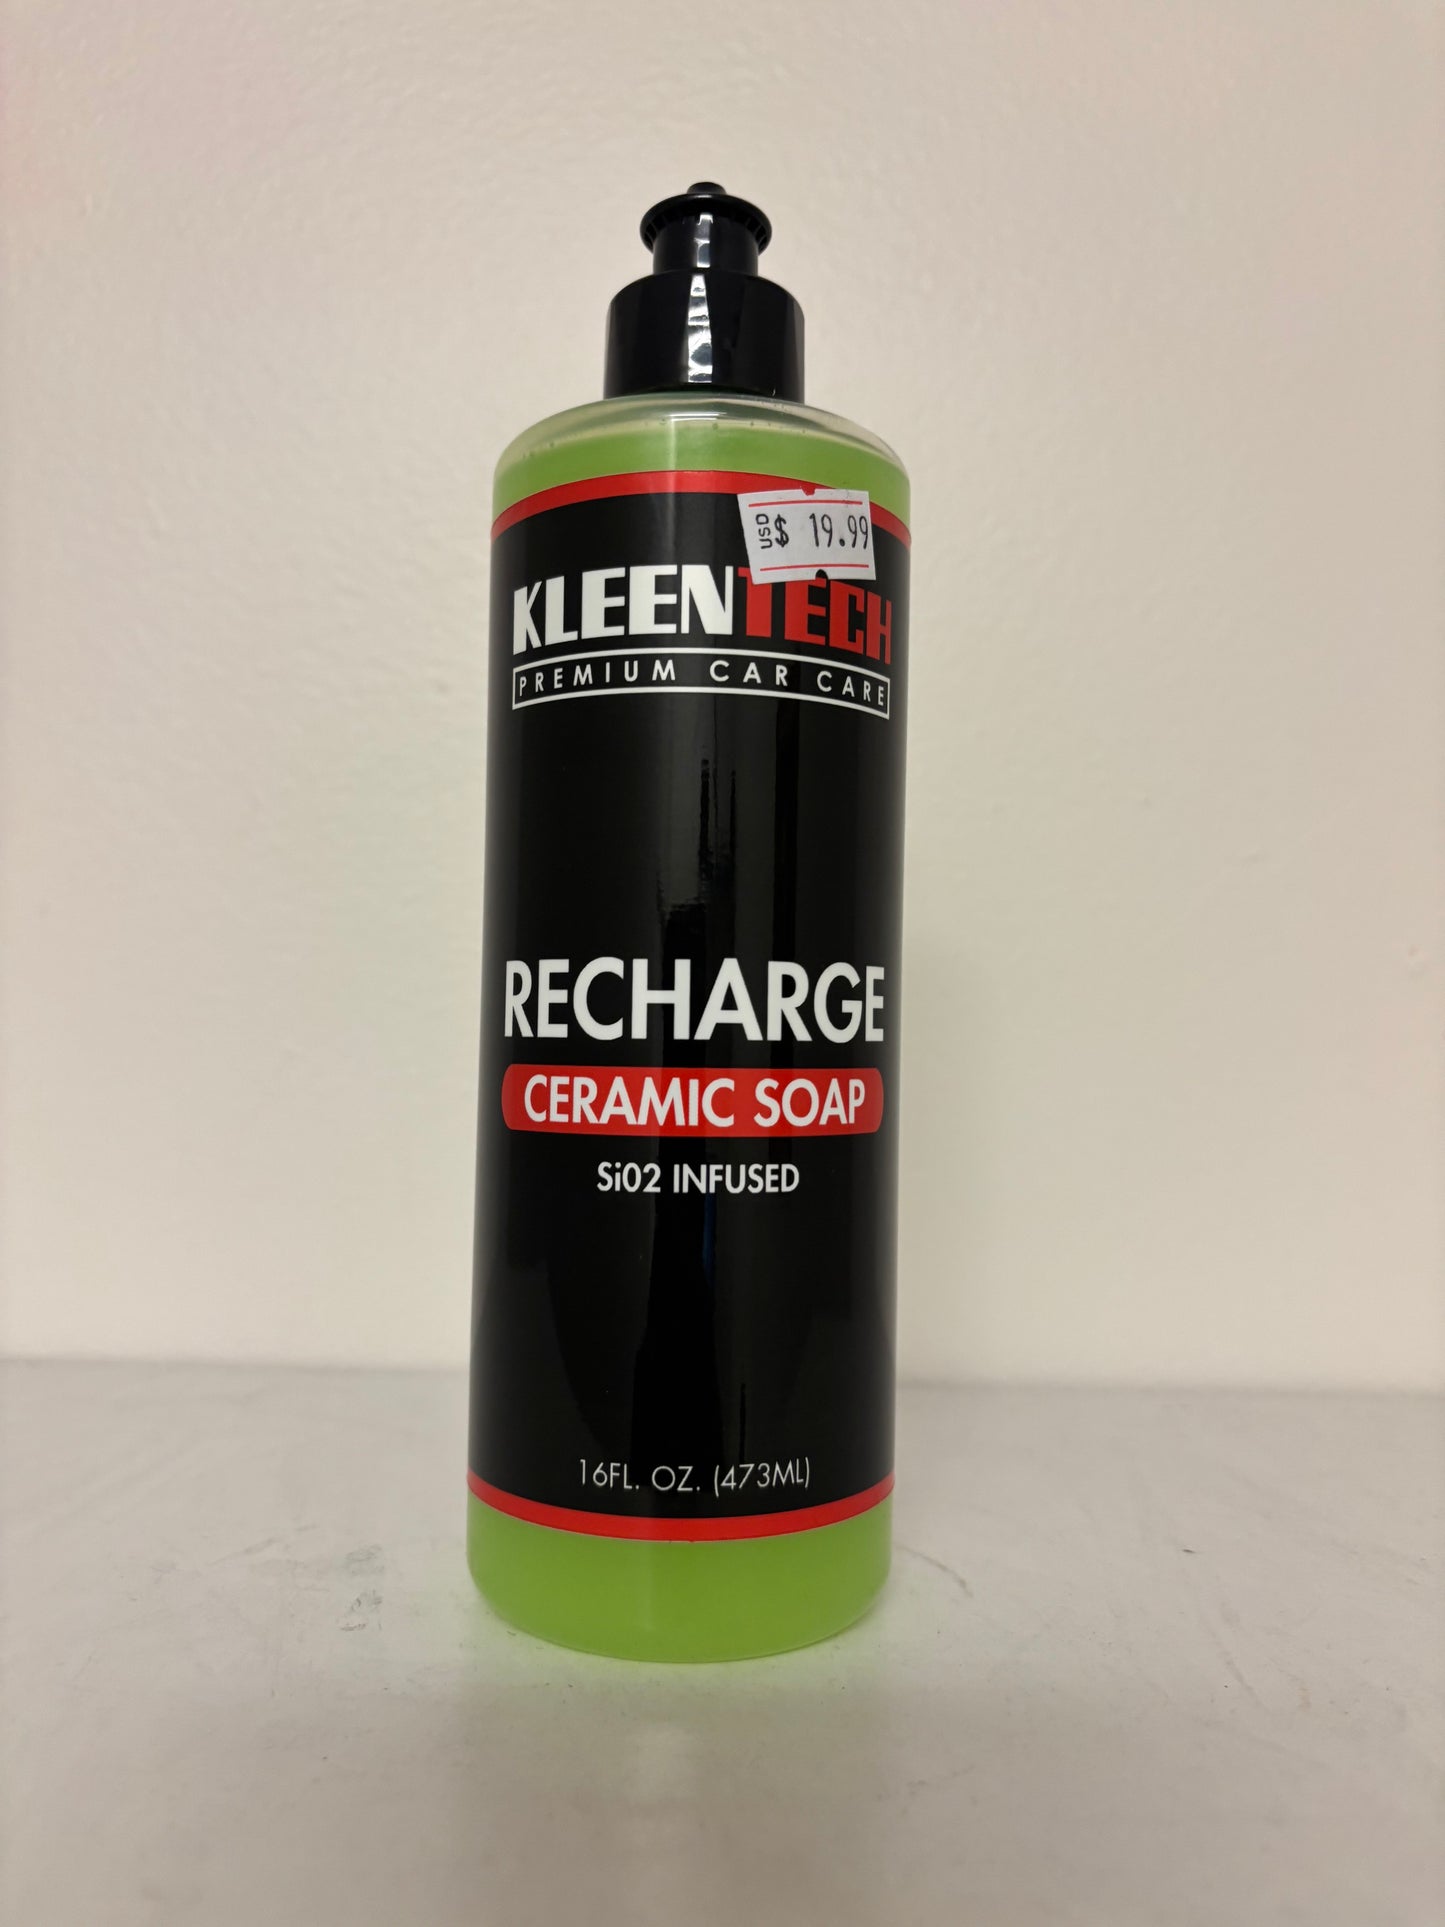 USD $ 19.99
KLEENTECH
PREMIUM CAR CARE
RECHARGE
CERAMIC SOAP
Si02 INFUSED
16FL. OZ. (473ML)